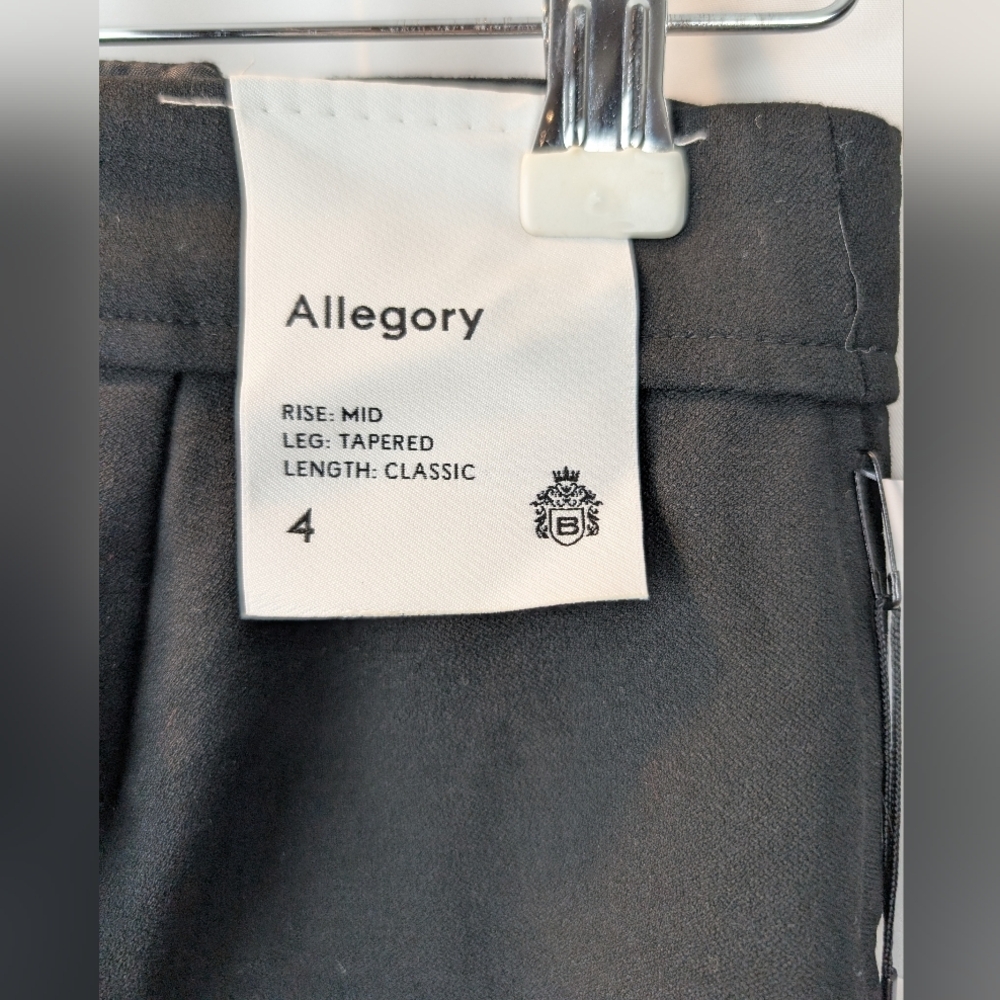 Allegory
RISE: MID
LEG: TAPERED
LENGTH: CLASSIC
4
B